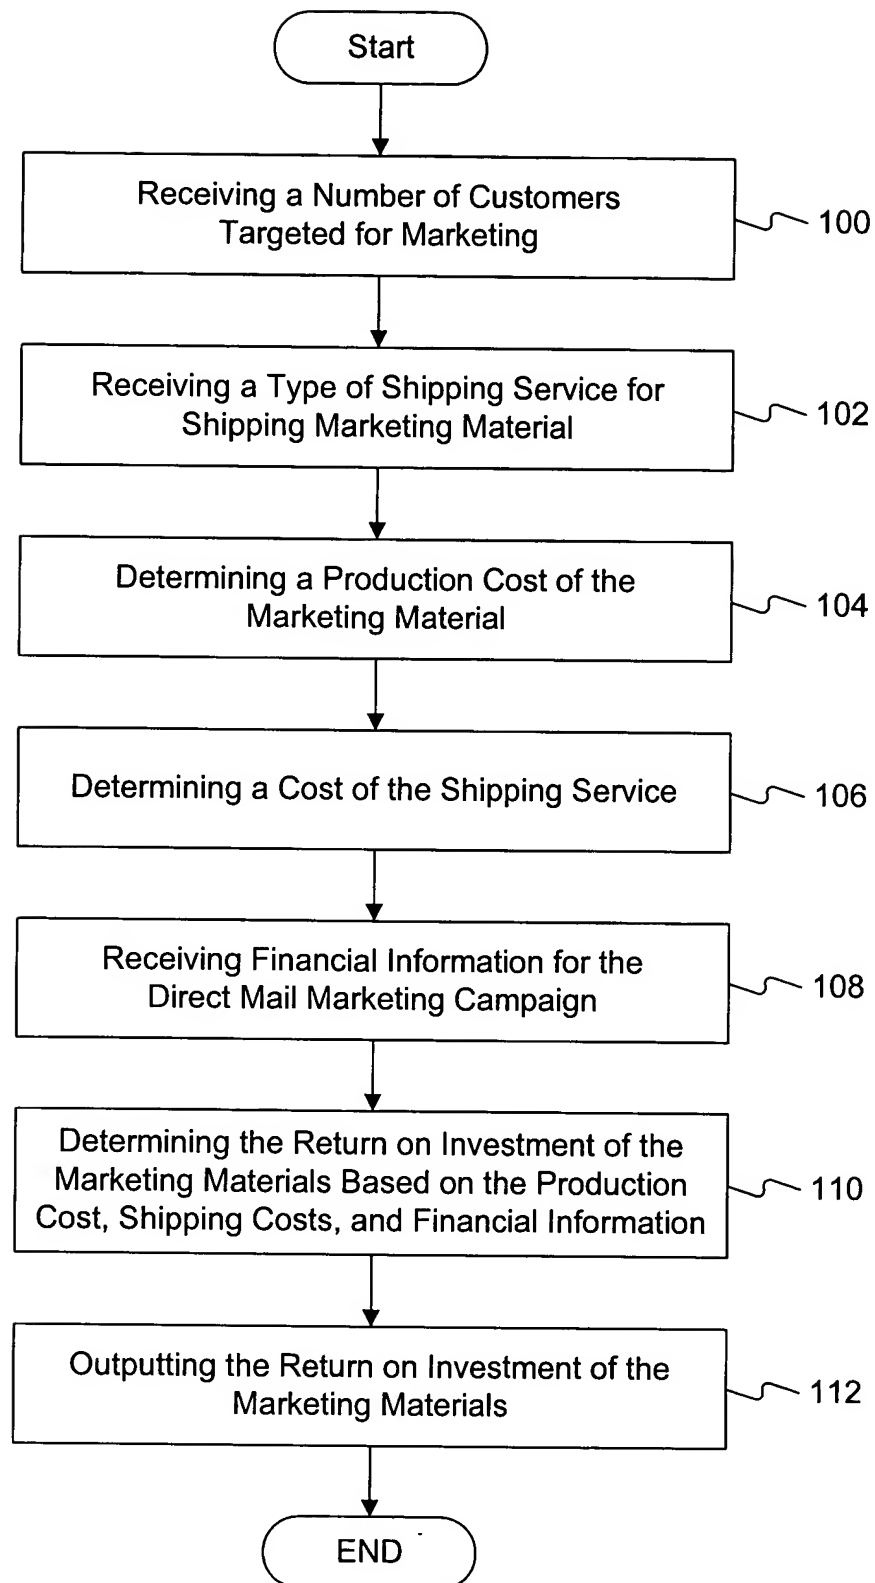 Start
Receiving a Number of Customers
Targeted for Marketing
100
Receiving a Type of Shipping Service for
Shipping Marketing Material
102
Determining a Production Cost of the
Marketing Material
104
Determining a Cost of the Shipping Service
106
Receiving Financial Information for the
Direct Mail Marketing Campaign
108
Determining the Return on Investment of the
Marketing Materials Based on the Production
Cost, Shipping Costs, and Financial Information
110
Outputting the Return on Investment of the
Marketing Materials
112
END